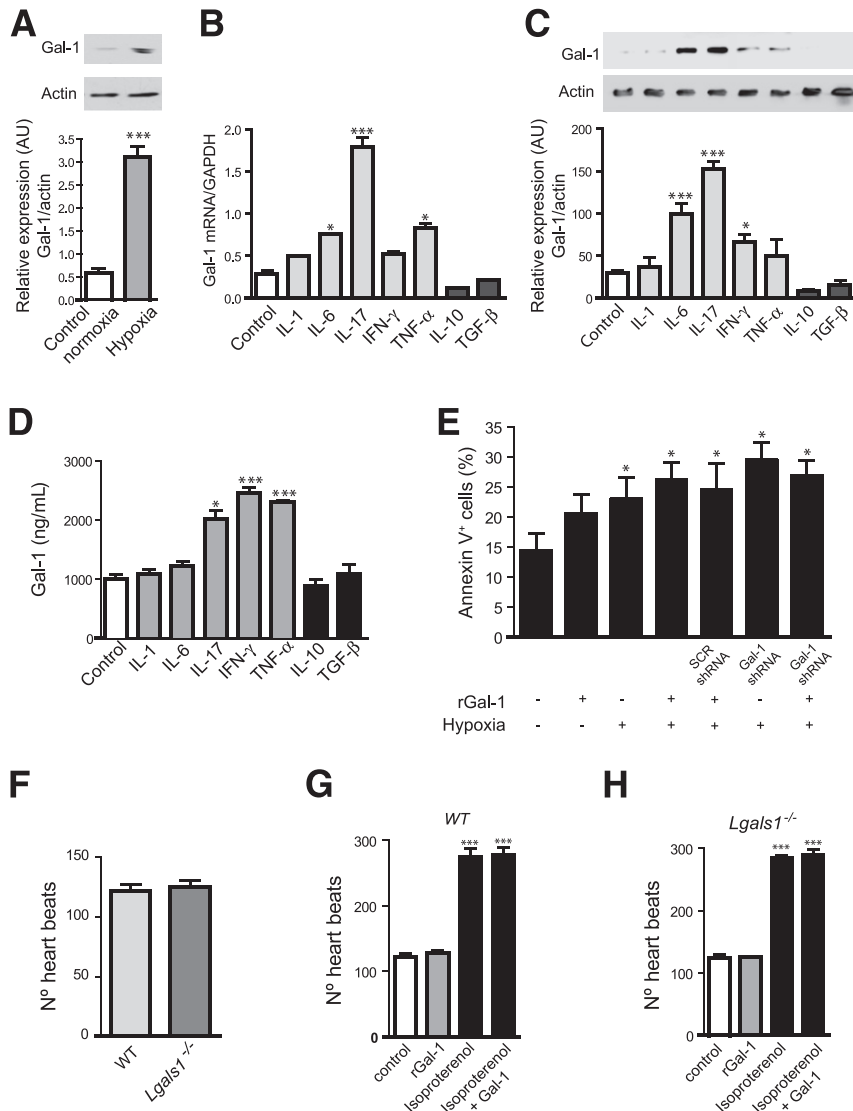 A
Gal-1
Actin
Relative expression (AU)
Gal-1/actin
3.5
3.0
2.5
2.0
1.5
1.0
0.5
0.0
***
Control
normoxia
Hypoxia
B
Gal-1 mRNA/GAPDH
2.0
1.5
1.0
0.5
0.0
* *** *
Control
IL-1
IL-6
IL-17
IFN-γ
TNF-α
IL-10
TGF-β
C
Gal-1
Actin
Relative expression (AU)
Gal-1/actin
200
150
100
50
0
*** *** *
Control
IL-1
IL-6
IL-17
IFN-γ
TNF-α
IL-10
TGF-β
D
Gal-1 (ng/mL)
3000
2000
1000
0
* *** ***
Control
IL-1
IL-6
IL-17
IFN-γ
TNF-α
IL-10
TGF-β
E
Annexin V⁺ cells (%)
35
30
25
20
15
10
5
0
* * * * *
SCR
shRNA
Gal-1
shRNA
Gal-1
shRNA
rGal-1 - + - + + - +
Hypoxia - - + + + + +
F
Nº heart beats
150
100
50
0
WT
Lgals1⁻/⁻
G
WT
Nº heart beats
300
200
100
0
*** ***
control
rGal-1
Isoproterenol
Isoproterenol
+ Gal-1
H
Lgals1⁻/⁻
Nº heart beats
300
200
100
0
*** ***
control
rGal-1
Isoproterenol
Isoproterenol
+ Gal-1